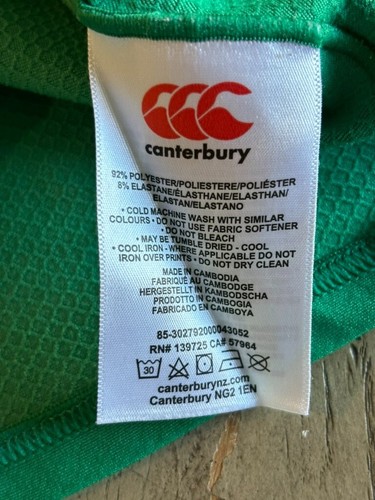 canterbury
92% POLYESTER/POLIESTERE/POLIÉSTER
8% ELASTANE/ÉLASTHANE/ELASTHAN/
ELASTAN/ELASTANO
• COLD MACHINE WASH WITH SIMILAR
COLOURS • DO NOT USE FABRIC SOFTENER
• DO NOT BLEACH
• MAY BE TUMBLE DRIED - COOL
• COOL IRON - WHERE APPLICABLE DO NOT
IRON OVER PRINTS • DO NOT DRY CLEAN
MADE IN CAMBODIA
FABRIQUÉ AU CAMBODGE
HERGESTELLT IN KAMBODSCHA
PRODOTTO IN CAMBOGIA
FABRICADO EN CAMBOYA
85-302792000043052
RN# 139725 CA# 57964
30
canterburynz.com
Canterbury NG2 1EN